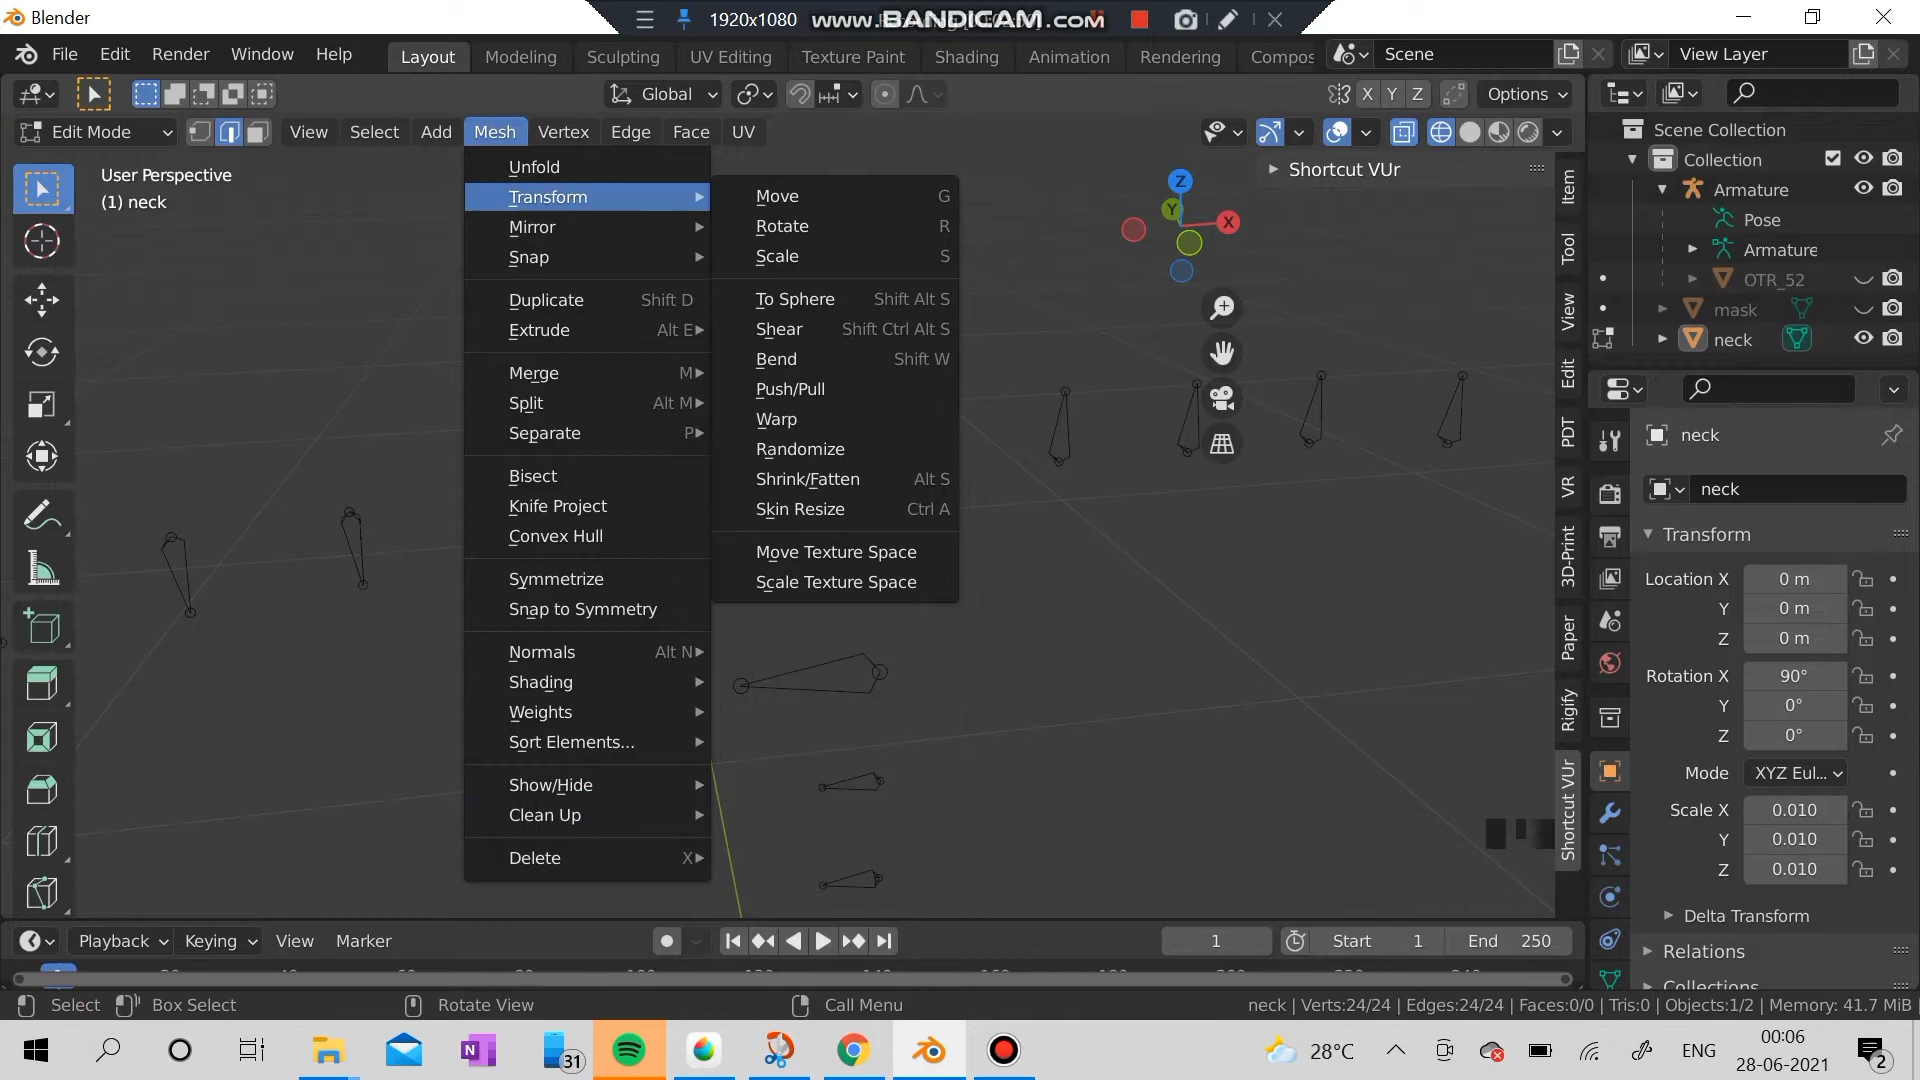 Blender
1920x1080
www.BANDICAM.com
File Edit Render Window Help
Layout Modeling Sculpting UV Editing Texture Paint Shading Animation Rendering Compos
Scene
View Layer
Global
X Y Z
Options
Edit Mode
View Select Add Mesh Vertex Edge Face UV
User Perspective
(1) neck
Unfold
Transform
Mirror
Snap
Duplicate Shift D
Extrude Alt E
Merge M
Split Alt M
Separate P
Bisect
Knife Project
Convex Hull
Symmetrize
Snap to Symmetry
Normals Alt N
Shading
Weights
Sort Elements...
Show/Hide
Clean Up
Delete X
Move G
Rotate R
Scale S
To Sphere Shift Alt S
Shear Shift Ctrl Alt S
Bend Shift W
Push/Pull
Warp
Randomize
Shrink/Fatten Alt S
Skin Resize Ctrl A
Move Texture Space
Scale Texture Space
Shortcut VUr
Z
Y
X
Item
Tool
View
Edit
PDT
VR
3D-Print
Paper
Rigify
Shortcut VUr
Scene Collection
Collection
Armature
Pose
Armature
OTR_52
mask
neck
neck
neck
Transform
Location X 0 m
Y 0 m
Z 0 m
Rotation X 90°
Y 0°
Z 0°
Mode XYZ Eul...
Scale X 0.010
Y 0.010
Z 0.010
Delta Transform
Relations
Collections
Playback Keying View Marker
1
Start 1
End 250
Select Box Select Rotate View Call Menu
neck | Verts:24/24 | Edges:24/24 | Faces:0/0 | Tris:0 | Objects:1/2 | Memory: 41.7 MiB
N
31
28°C
ENG
00:06
28-06-2021
2